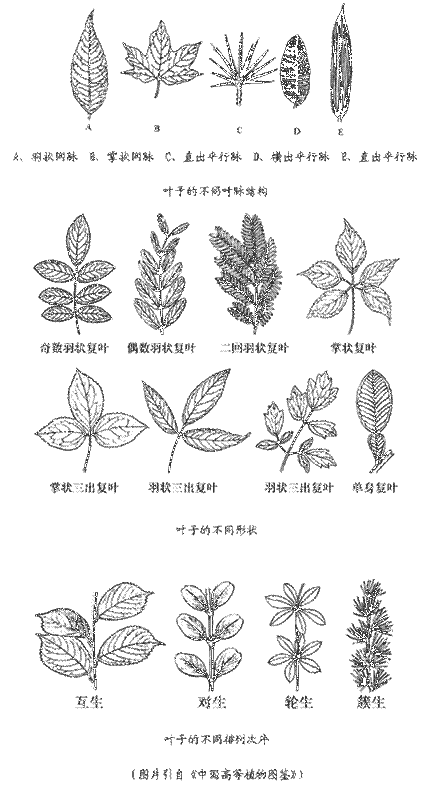 A B C D E
A、羽状网脉 B、掌状网脉 C、直出平行脉 D、横出平行脉 E、直出平行脉
叶子的不同叶脉结构
奇数羽状复叶 偶数羽状复叶 二回羽状复叶 掌状复叶
掌状三出复叶 羽状三出复叶 羽状三出复叶 单身复叶
叶子的不同形状
互生 对生 轮生 簇生
叶子的不同排列次序
(图片引自《中国高等植物图鉴》)